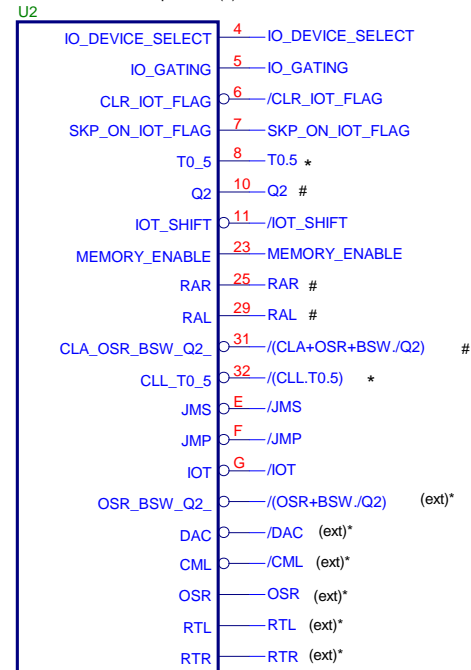 U2
IO_DEVICE_SELECT 4 IO_DEVICE_SELECT
IO_GATING 5 IO_GATING
CLR_IOT_FLAG 6 /CLR_IOT_FLAG
SKP_ON_IOT_FLAG 7 SKP_ON_IOT_FLAG
T0_5 8 T0.5 *
Q2 10 Q2 #
IOT_SHIFT 11 /IOT_SHIFT
MEMORY_ENABLE 23 MEMORY_ENABLE
RAR 25 RAR #
RAL 29 RAL #
CLA_OSR_BSW_Q2_ 31 /(CLA+OSR+BSW./Q2) #
CLL_T0_5 32 /(CLL.T0.5) *
JMS E /JMS
JMP F /JMP
IOT G /IOT
OSR_BSW_Q2_ /(OSR+BSW./Q2) (ext)*
DAC /DAC (ext)*
CML /CML (ext)*
OSR OSR (ext)*
RTL RTL (ext)*
RTR RTR (ext)*